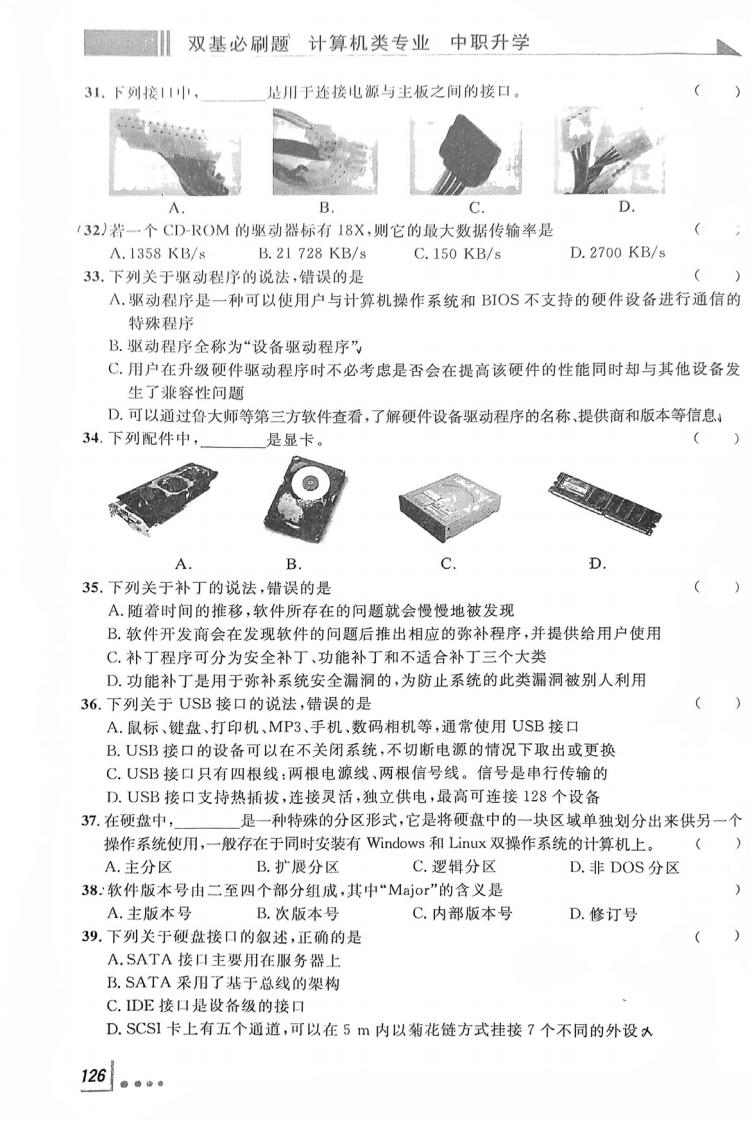 双基必刷题 计算机类专业 中职升学
31. 下列接口中，________是用于连接电源与主板之间的接口。 （ ）
A. B. C. D.
32. 若一个 CD-ROM 的驱动器标有 18X，则它的最大数据传输率是 （ ）
A. 1358 KB/s B. 21 728 KB/s C. 150 KB/s D. 2700 KB/s
33. 下列关于驱动程序的说法，错误的是 （ ）
A. 驱动程序是一种可以使用户与计算机操作系统和 BIOS 不支持的硬件设备进行通信的
特殊程序
B. 驱动程序全称为“设备驱动程序”
C. 用户在升级硬件驱动程序时不必考虑是否会在提高该硬件的性能同时却与其他设备发
生了兼容性问题
D. 可以通过鲁大师等第三方软件查看，了解硬件设备驱动程序的名称、提供商和版本等信息
34. 下列配件中，________是显卡。 （ ）
A. B. C. D.
35. 下列关于补丁的说法，错误的是 （ ）
A. 随着时间的推移，软件所存在的问题就会慢慢地被发现
B. 软件开发商会在发现软件的问题后推出相应的弥补程序，并提供给用户使用
C. 补丁程序可分为安全补丁、功能补丁和不适合补丁三个大类
D. 功能补丁是用于弥补系统安全漏洞的，为防止系统的此类漏洞被别人利用
36. 下列关于 USB 接口的说法，错误的是 （ ）
A. 鼠标、键盘、打印机、MP3、手机、数码相机等，通常使用 USB 接口
B. USB 接口的设备可以在不关闭系统，不切断电源的情况下取出或更换
C. USB 接口只有四根线：两根电源线、两根信号线。信号是串行传输的
D. USB 接口支持热插拔，连接灵活，独立供电，最高可连接 128 个设备
37. 在硬盘中，________是一种特殊的分区形式，它是将硬盘中的一块区域单独划分出来供另一个
操作系统使用，一般存在于同时安装有 Windows 和 Linux 双操作系统的计算机上。 （ ）
A. 主分区 B. 扩展分区 C. 逻辑分区 D. 非 DOS 分区
38. 软件版本号由二至四个部分组成，其中“Major”的含义是 ）
A. 主版本号 B. 次版本号 C. 内部版本号 D. 修订号
39. 下列关于硬盘接口的叙述，正确的是 （ ）
A. SATA 接口主要用在服务器上
B. SATA 采用了基于总线的架构
C. IDE 接口是设备级的接口
D. SCSI 卡上有五个通道，可以在 5 m 内以菊花链方式挂接 7 个不同的外设
126